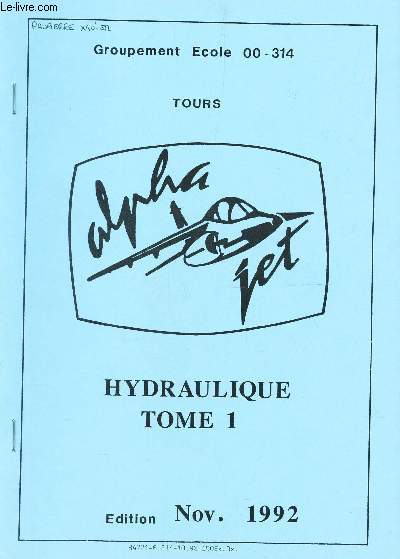 Le-livre.com
Groupement Ecole 00-314
TOURS
alpha
jet
HYDRAULIQUE
TOME 1
Edition Nov. 1992